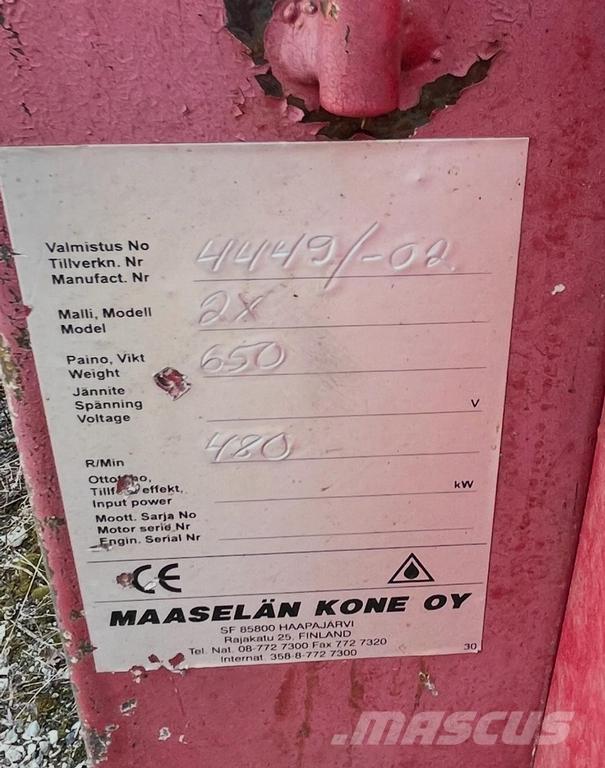 Valmistus No
Tillverkn. Nr 4449/-02
Manufact. Nr
Malli, Modell 2X
Model
Paino, Vikt 650
Weight
Jännite
Spänning V
Voltage
R/Min 480
Tillf effekt, kW
Input power
Moott. Sarja No
Motor serie Nr
Engin. Serial Nr
CE
MAASELÄN KONE OY
SF 85800 HAAPAJÄRVI
Rajakatu 25, FINLAND
Tel. Nat. 08-772 7300 Fax 772 7320
Internat. 358-8-772 7300 30
MASCUS